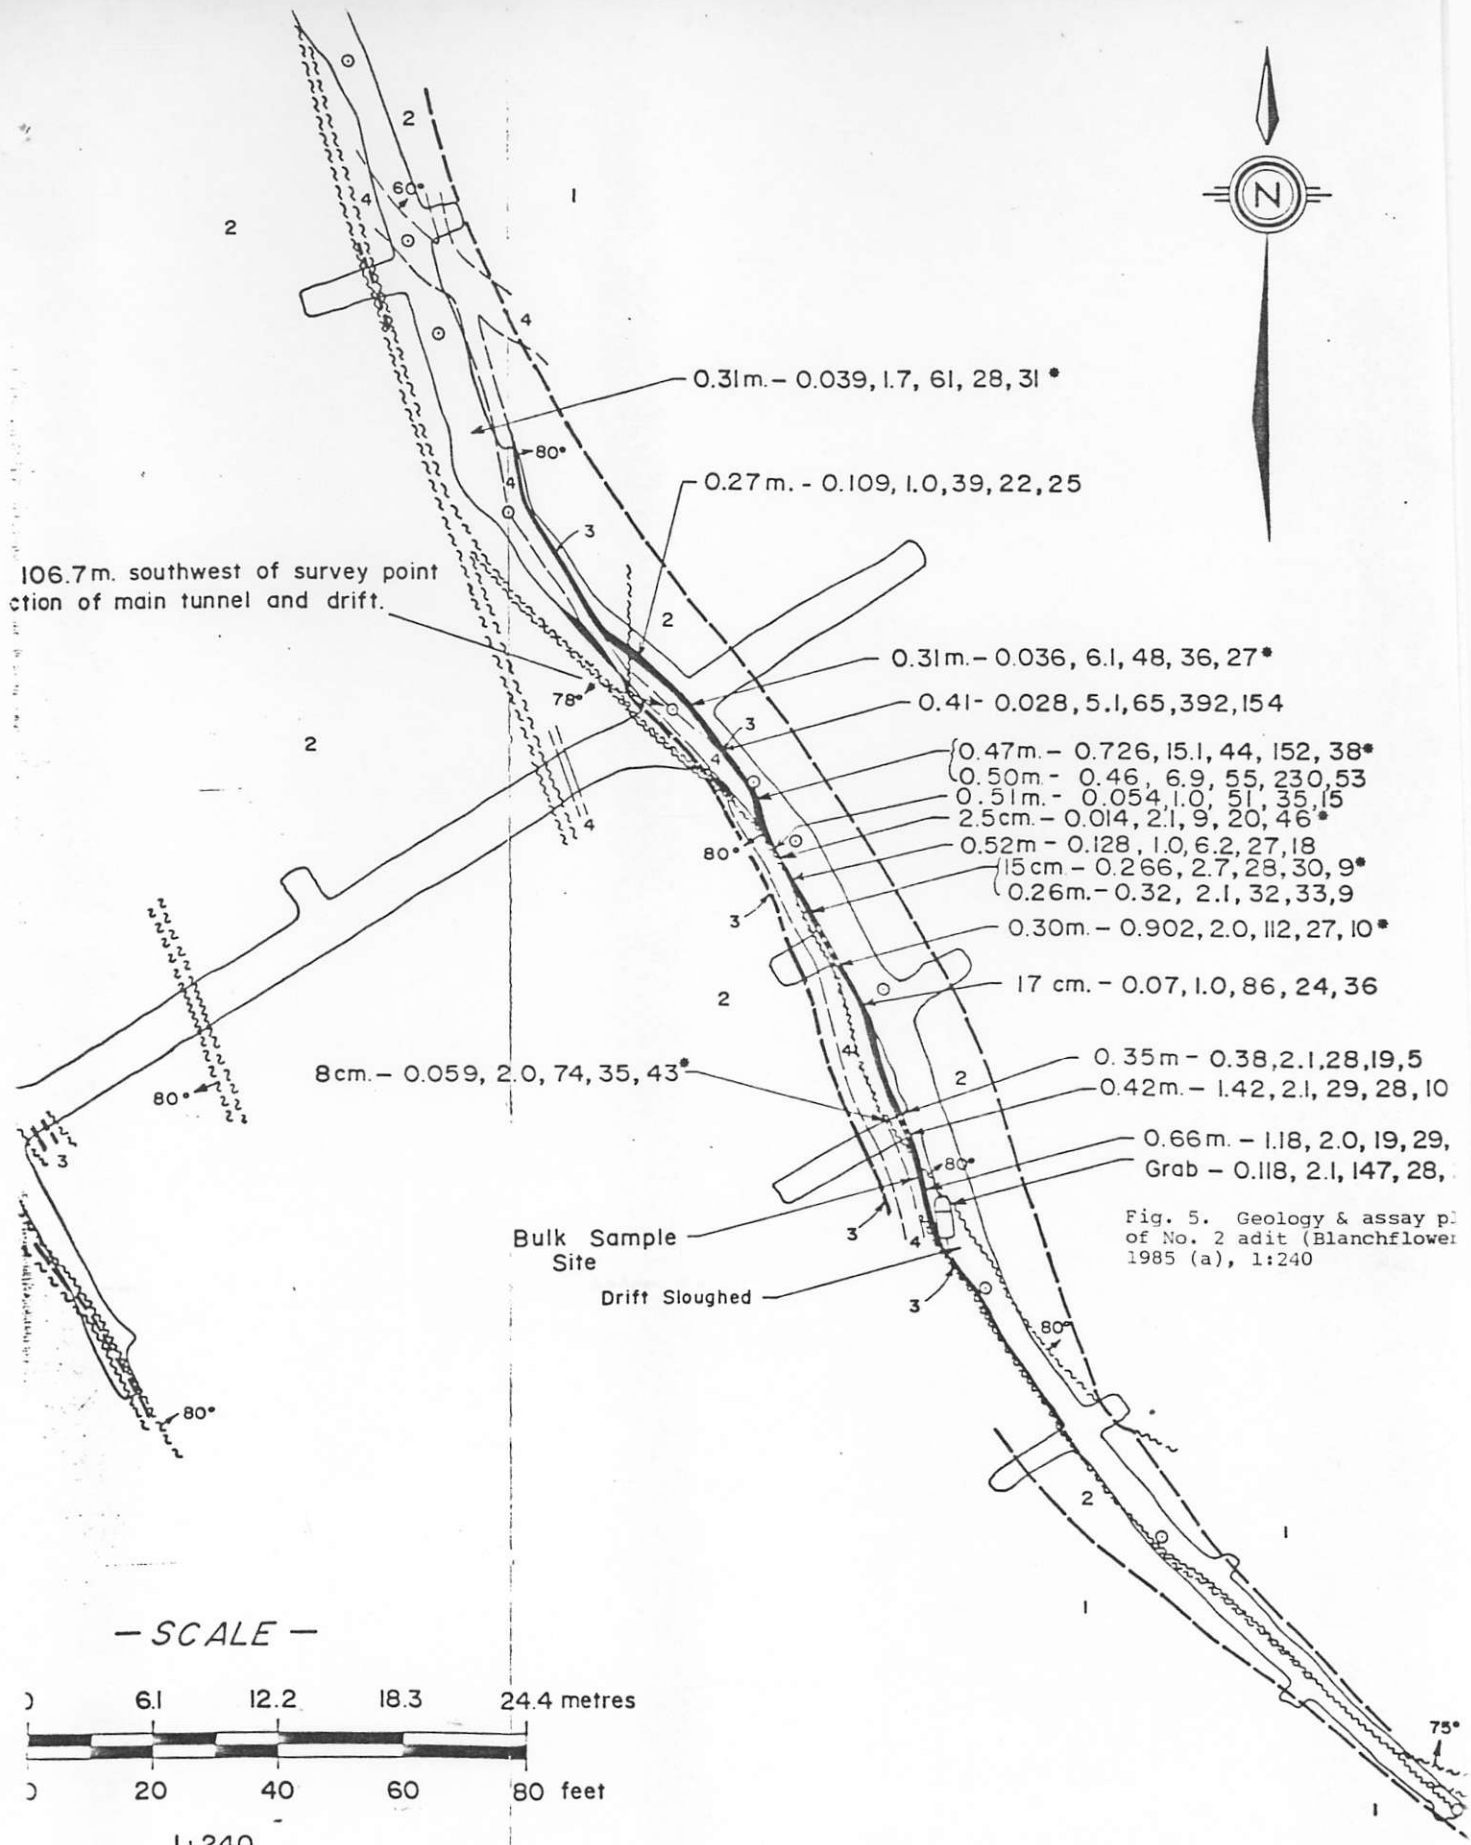 2
1
2
60°
4
N
4
0.31m.- 0.039, 1.7, 61, 28, 31*
80°
4
0.27m. - 0.109, 1.0, 39, 22, 25
3
106.7m. southwest of survey point
ction of main tunnel and drift.
2
0.31m.- 0.036, 6.1, 48, 36, 27*
78°
0.41- 0.028, 5.1, 65, 392, 154
3
2
4
0.47m.- 0.726, 15.1, 44, 152, 38*
0.50m.- 0.46, 6.9, 55, 230, 53
0.51m.- 0.054, 1.0, 51, 35, 15
2.5cm.- 0.014, 2.1, 9, 20, 46*
4
0.52m - 0.128, 1.0, 6.2, 27, 18
80°
15cm - 0.266, 2.7, 28, 30, 9*
0.26m.- 0.32, 2.1, 32, 33, 9
3
0.30m. - 0.902, 2.0, 112, 27, 10*
2
17 cm. - 0.07, 1.0, 86, 24, 36
4
0.35m - 0.38, 2.1, 28, 19, 5
8cm.- 0.059, 2.0, 74, 35, 43*
2
0.42m. - 1.42, 2.1, 29, 28, 10
80°
0.66m. - 1.18, 2.0, 19, 29,
3
80°
Grab - 0.118, 2.1, 147, 28,
Fig. 5. Geology & assay p
of No. 2 adit (Blanchflower
1985 (a), 1:240
Bulk Sample
Site
3
4
3
Drift Sloughed
3
80°
80°
2
1
1
- SCALE -
0 6.1 12.2 18.3 24.4 metres
0 20 40 60 80 feet
75°
1
1:240